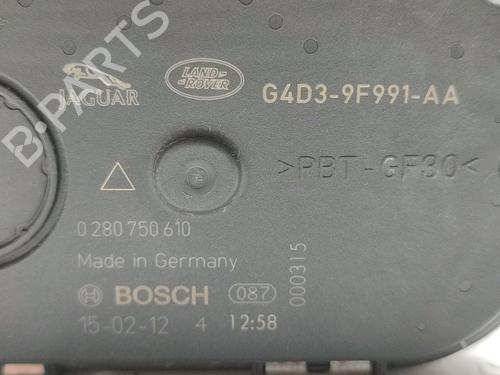 B-PARTS
JAGUAR
LAND ROVER
G4D3-9F991-AA
>PBT-GF30<
0 280 750 610
Made in Germany
000315
BOSCH 087
15-02-12 4 12:58